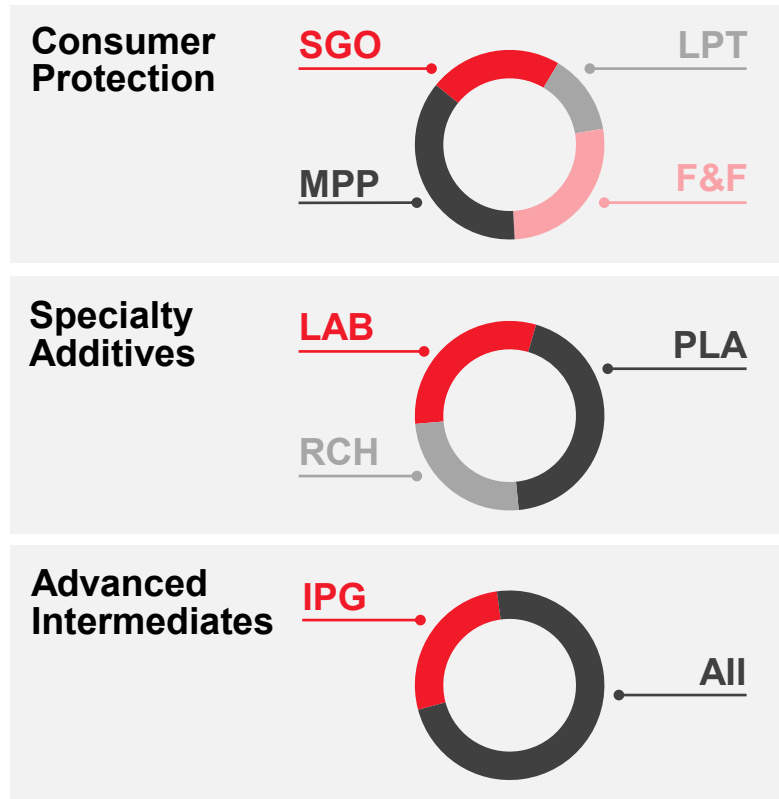 Consumer
Protection
SGO
LPT
MPP
F&F
Specialty
Additives
LAB
PLA
RCH
Advanced
Intermediates
IPG
All